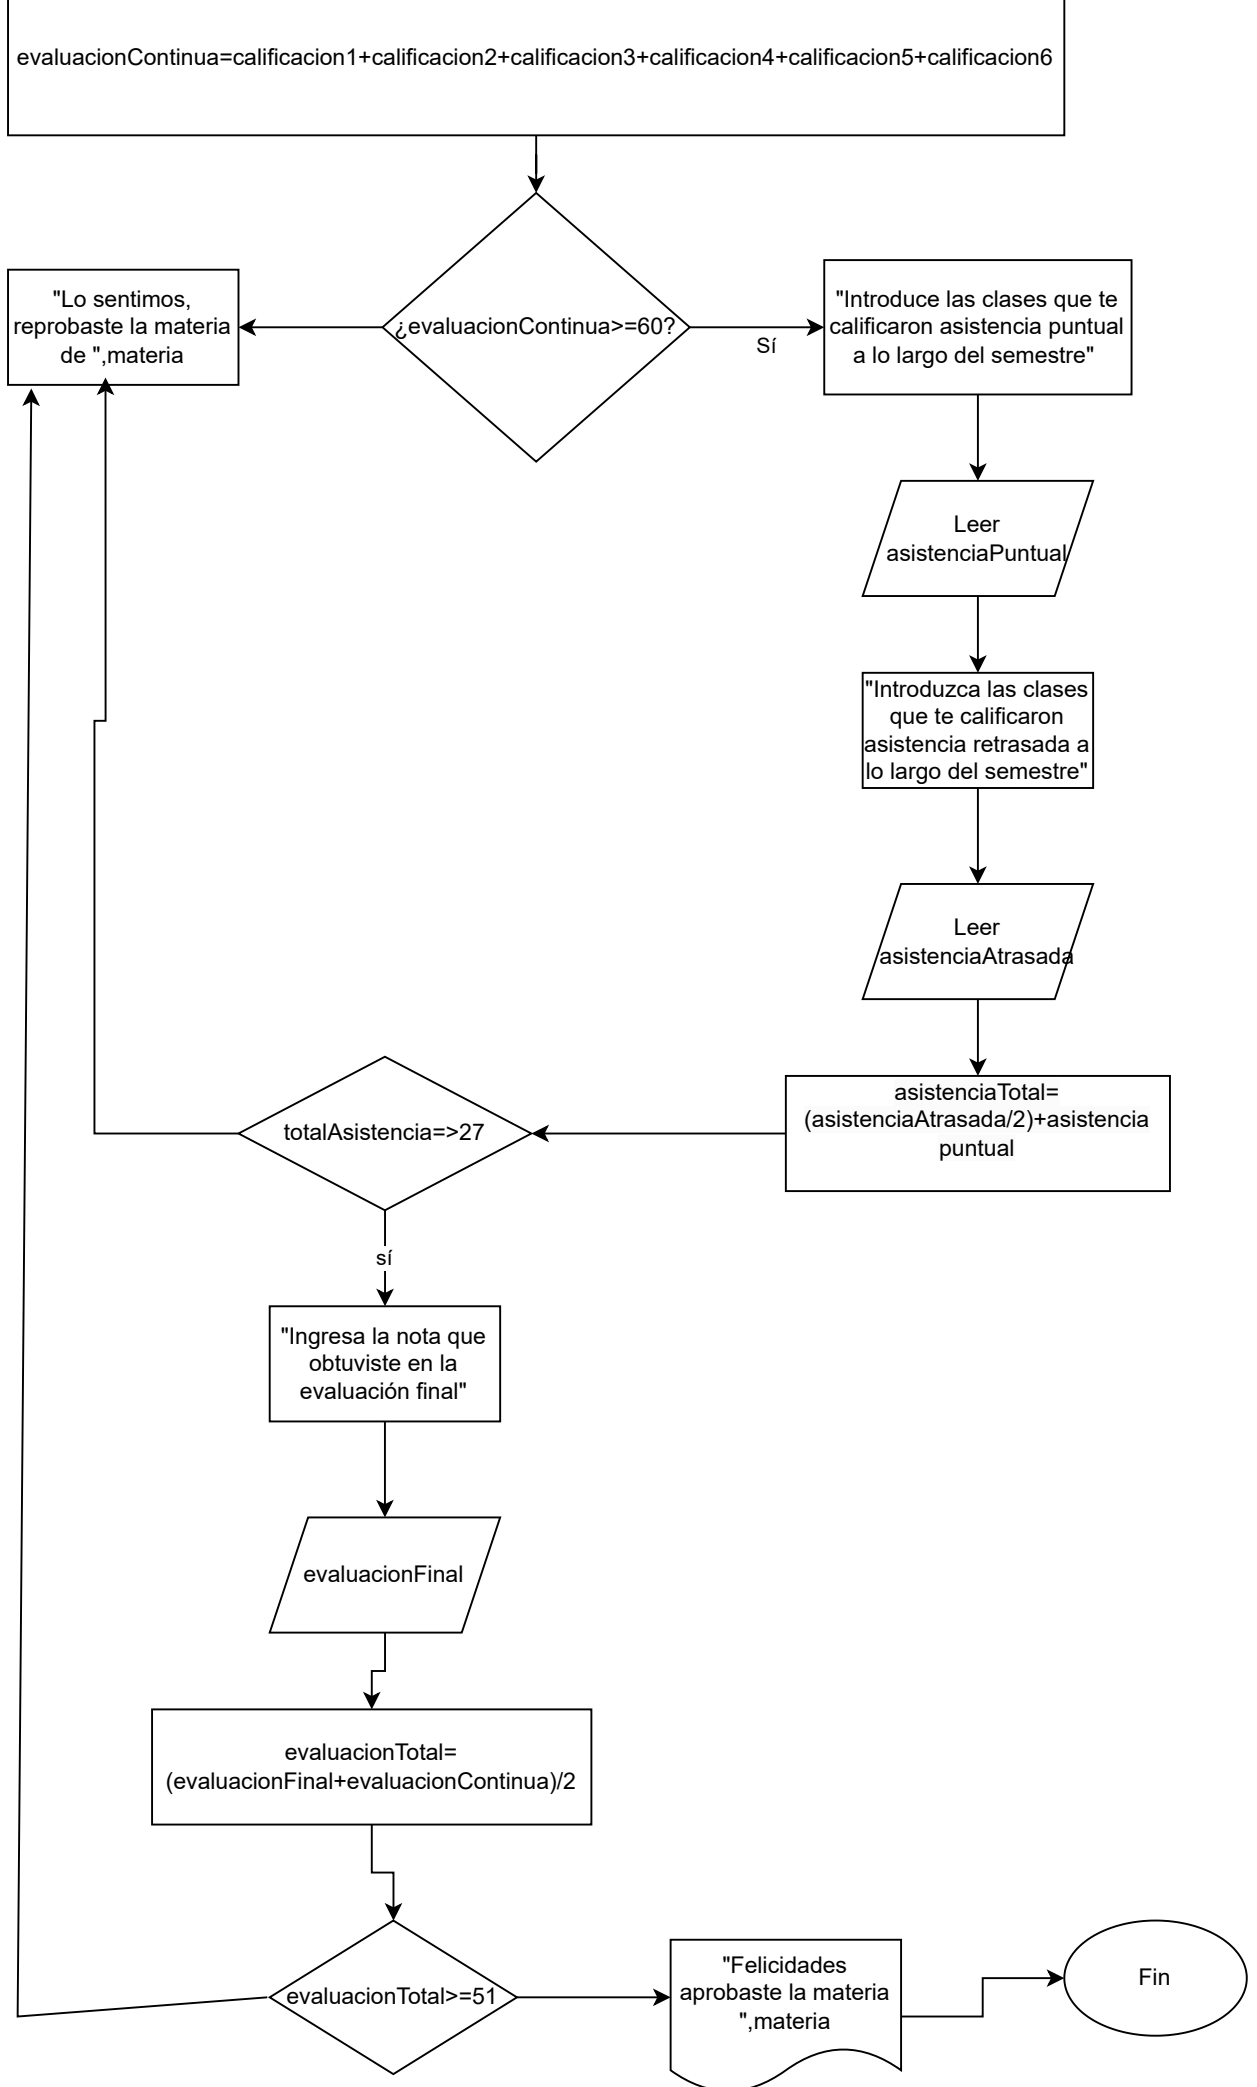 evaluacionContinua=calificacion1+calificacion2+calificacion3+calificacion4+calificacion5+calificacion6
"Lo sentimos,
reprobaste la materia
de ",materia
¿evaluacionContinua>=60?
Sí
"Introduce las clases que te
calificaron asistencia puntual
a lo largo del semestre"
Leer
asistenciaPuntual
"Introduzca las clases
que te calificaron
asistencia retrasada a
lo largo del semestre"
Leer
asistenciaAtrasada
asistenciaTotal=
(asistenciaAtrasada/2)+asistencia
puntual
totalAsistencia=>27
sí
"Ingresa la nota que
obtuviste en la
evaluación final"
evaluacionFinal
evaluacionTotal=
(evaluacionFinal+evaluacionContinua)/2
evaluacionTotal>=51
"Felicidades
aprobaste la materia
",materia
Fin